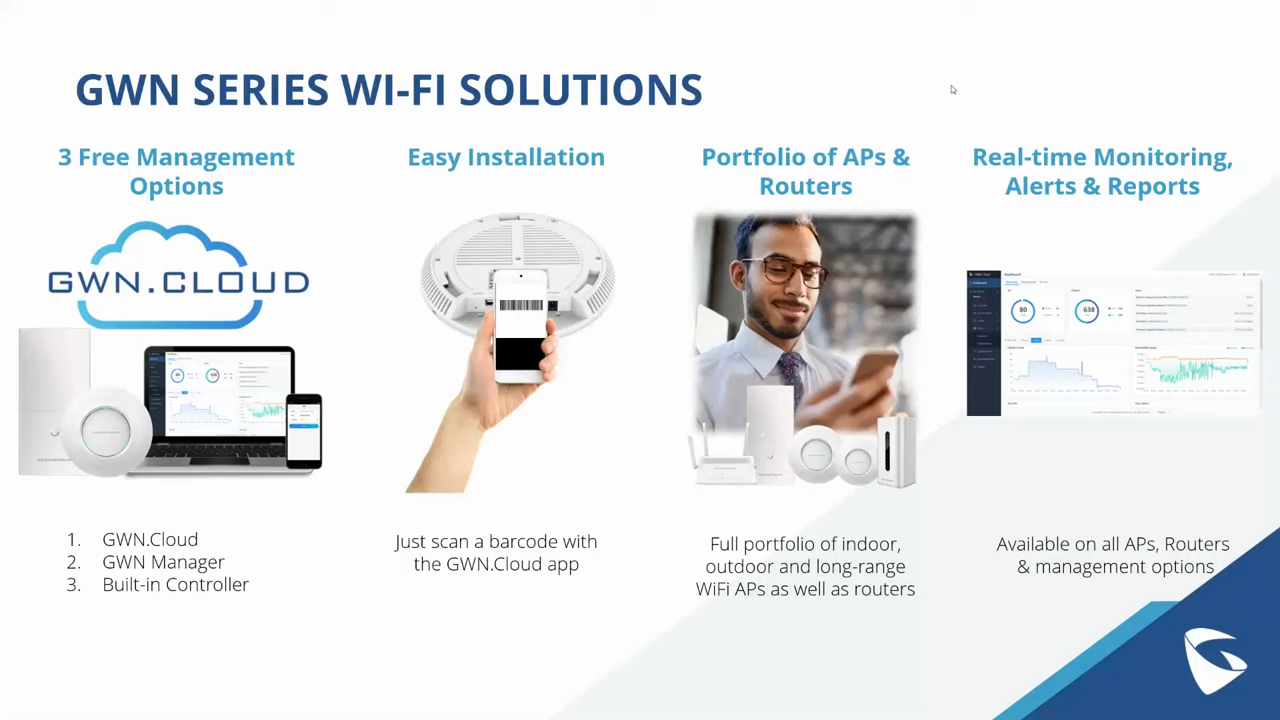 GWN SERIES WI-FI SOLUTIONS
3 Free Management
Options
GWN.CLOUD
1. GWN.Cloud
2. GWN Manager
3. Built-in Controller
Easy Installation
Just scan a barcode with
the GWN.Cloud app
Portfolio of APs &
Routers
Full portfolio of indoor,
outdoor and long-range
WiFi APs as well as routers
Real-time Monitoring,
Alerts & Reports
80
638
Available on all APs, Routers
& management options